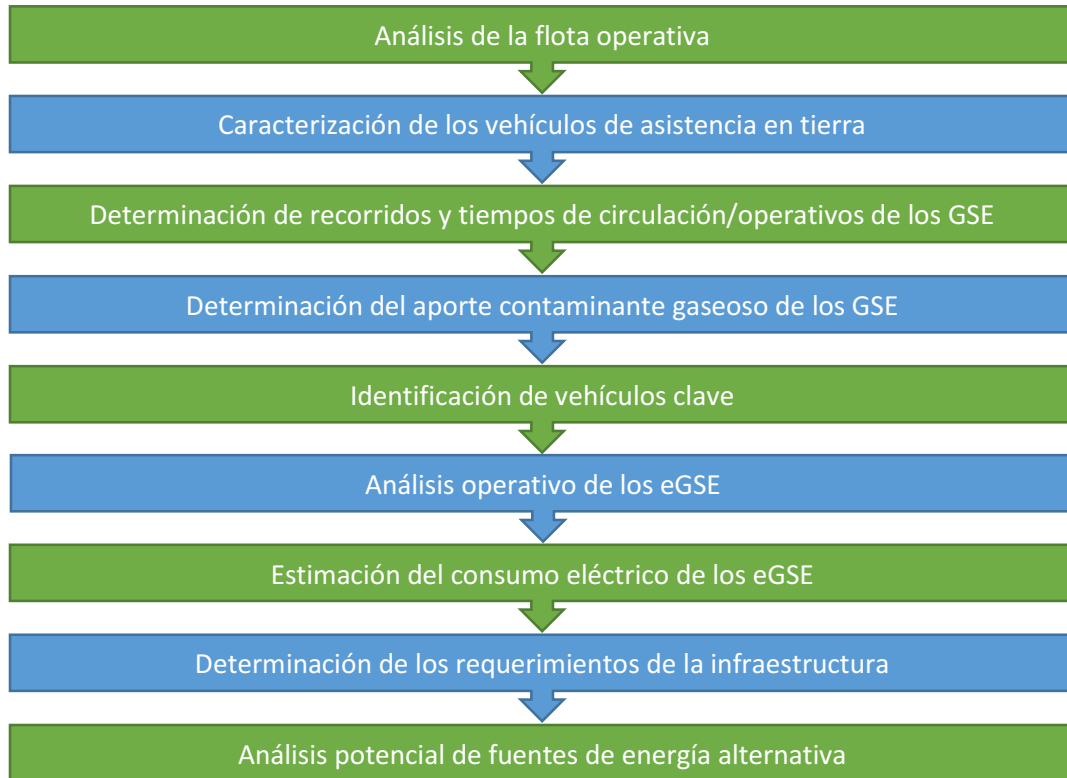 Análisis de la flota operativa
Caracterización de los vehículos de asistencia en tierra
Determinación de recorridos y tiempos de circulación/operativos de los GSE
Determinación del aporte contaminante gaseoso de los GSE
Identificación de vehículos clave
Análisis operativo de los eGSE
Estimación del consumo eléctrico de los eGSE
Determinación de los requerimientos de la infraestructura
Análisis potencial de fuentes de energía alternativa